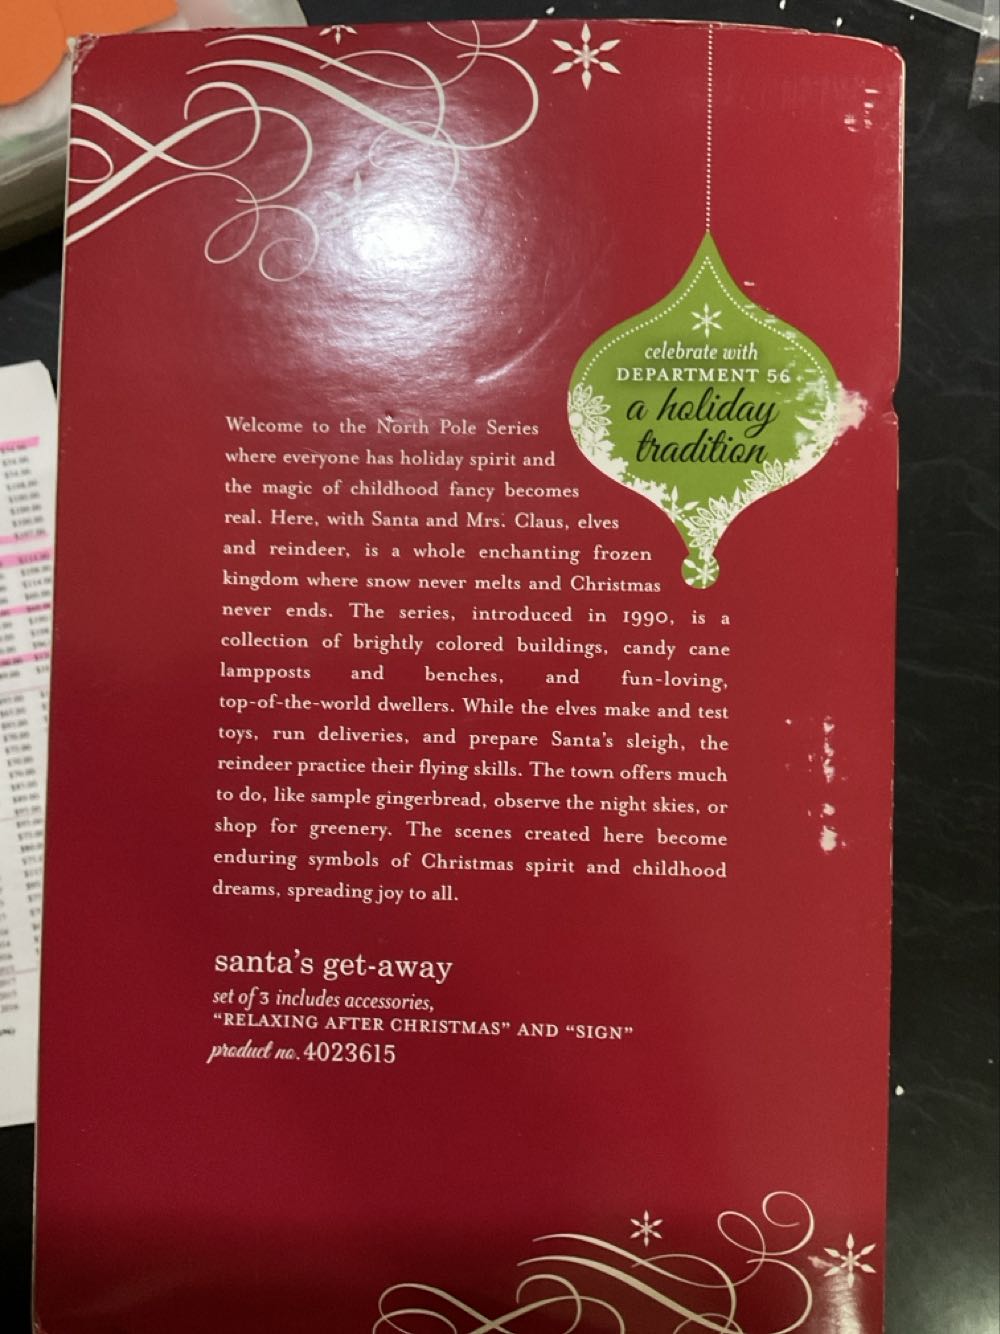 celebrate with
DEPARTMENT 56
a holiday
tradition
Welcome to the North Pole Series
where everyone has holiday spirit and
the magic of childhood fancy becomes
real. Here, with Santa and Mrs. Claus, elves
and reindeer, is a whole enchanting frozen
kingdom where snow never melts and Christmas
never ends. The series, introduced in 1990, is a
collection of brightly colored buildings, candy cane
lampposts and benches, and fun-loving,
top-of-the-world dwellers. While the elves make and test
toys, run deliveries, and prepare Santa's sleigh, the
reindeer practice their flying skills. The town offers much
to do, like sample gingerbread, observe the night skies, or
shop for greenery. The scenes created here become
enduring symbols of Christmas spirit and childhood
dreams, spreading joy to all.
santa's get-away
set of 3 includes accessories,
"RELAXING AFTER CHRISTMAS" AND "SIGN"
product no. 4023615